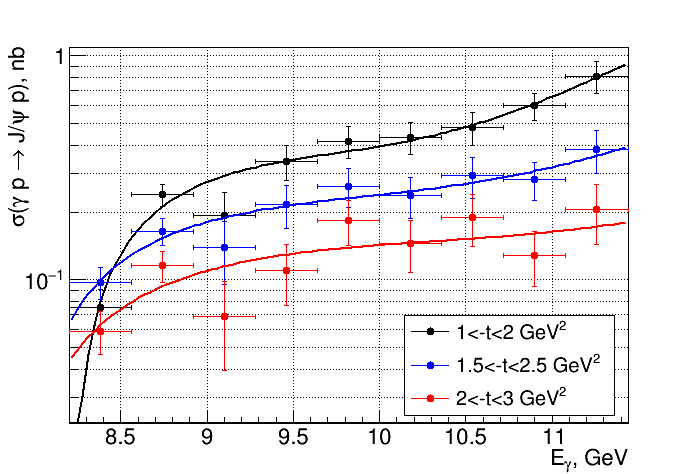 σ(γ p → J/ψ p), nb
1
10⁻¹
8.5 9 9.5 10 10.5 11
E_γ, GeV
1<-t<2 GeV²
1.5<-t<2.5 GeV²
2<-t<3 GeV²